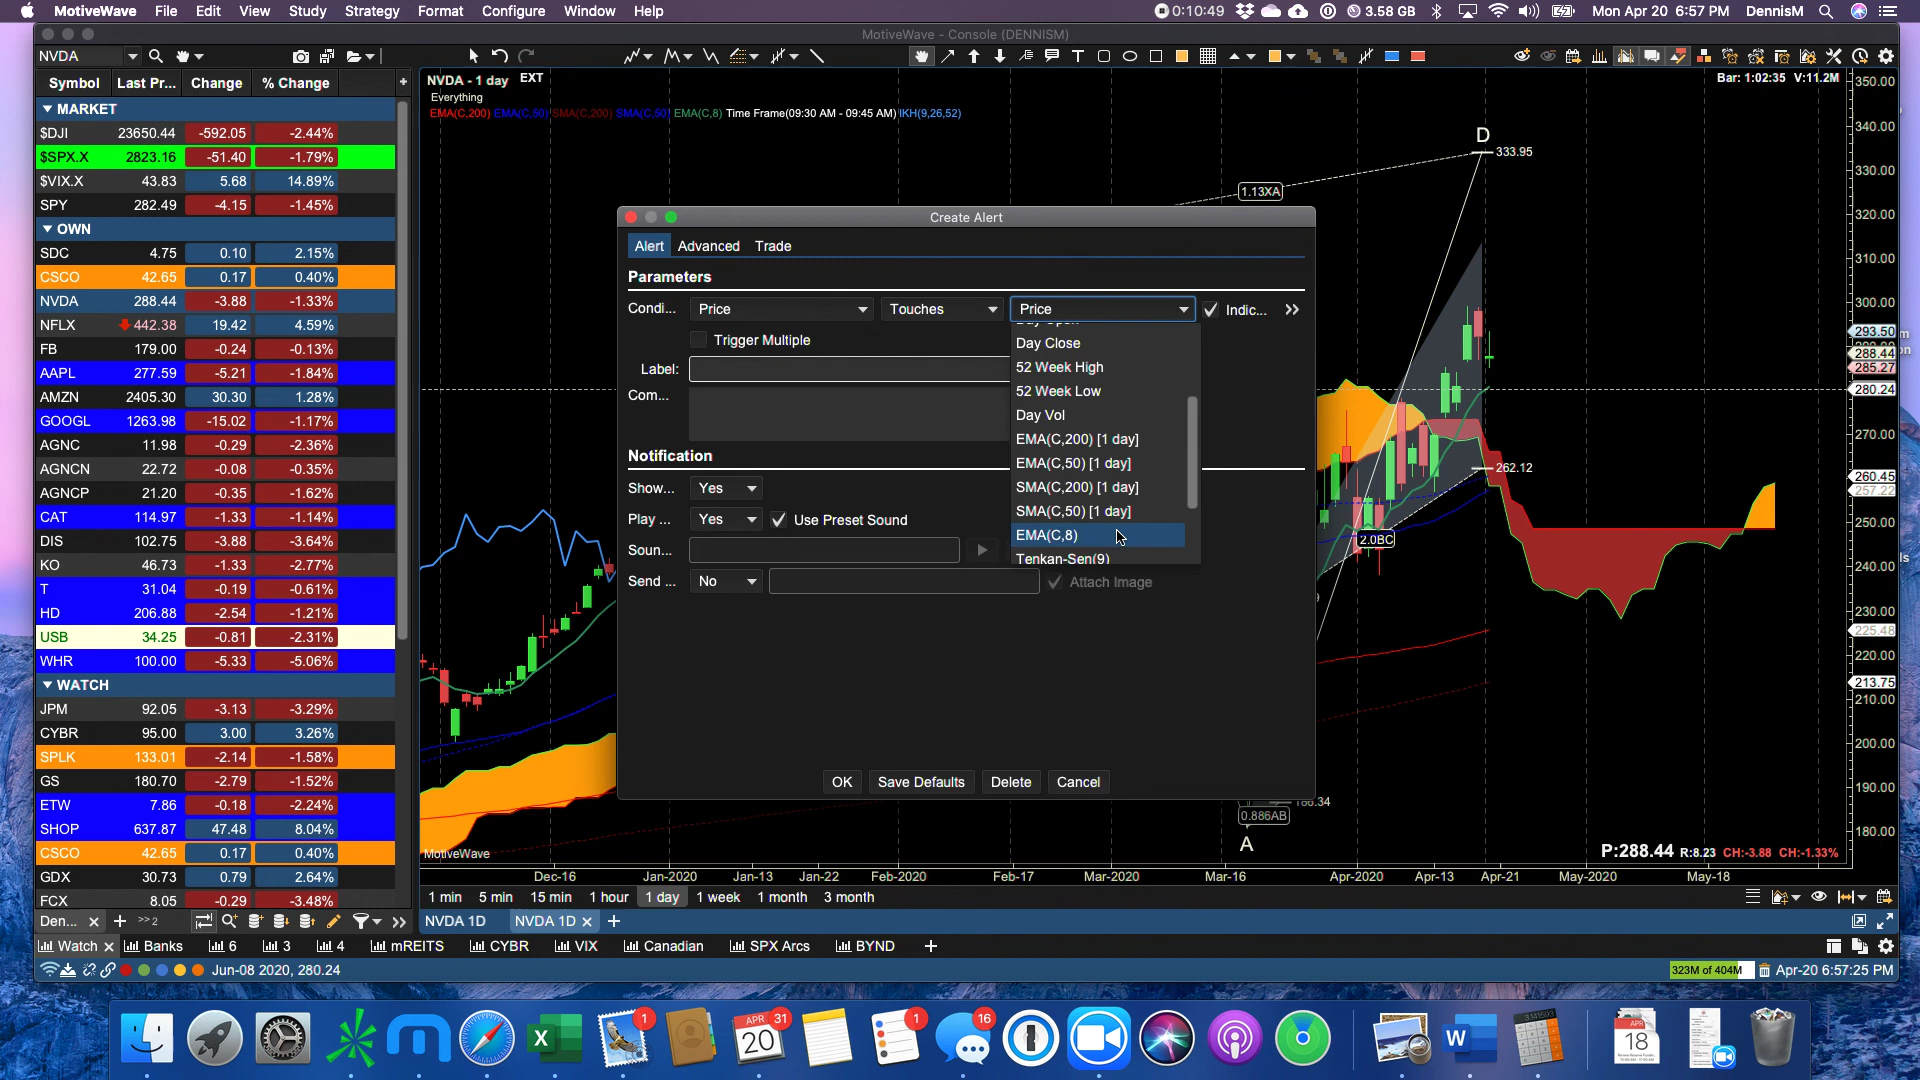 MotiveWave File Edit View Study Strategy Format Configure Window Help 0:10:49 3.58 GB Mon Apr 20 6:57 PM DennisM
MotiveWave - Console (DENNISM)
NVDA
Symbol Last Pr... Change % Change +
MARKET
$DJI 23650.44 -592.05 -2.44%
$SPX.X 2823.16 -51.40 -1.79%
$VIX.X 43.83 5.68 14.89%
SPY 282.49 -4.15 -1.45%
OWN
SDC 4.75 0.10 2.15%
CSCO 42.65 0.17 0.40%
NVDA 288.44 -3.88 -1.33%
NFLX 442.38 19.42 4.59%
FB 179.00 -0.24 -0.13%
AAPL 277.59 -5.21 -1.84%
AMZN 2405.30 30.30 1.28%
GOOGL 1263.98 -15.02 -1.17%
AGNC 11.98 -0.29 -2.36%
AGNCN 22.72 -0.08 -0.35%
AGNCP 21.20 -0.35 -1.62%
CAT 114.97 -1.33 -1.14%
DIS 102.75 -3.88 -3.64%
KO 46.73 -1.33 -2.77%
T 31.04 -0.19 -0.61%
HD 206.88 -2.54 -1.21%
USB 34.25 -0.81 -2.31%
WHR 100.00 -5.33 -5.06%
WATCH
JPM 92.05 -3.13 -3.29%
CYBR 95.00 3.00 3.26%
SPLK 133.01 -2.14 -1.58%
GS 180.70 -2.79 -1.52%
ETW 7.86 -0.18 -2.24%
SHOP 637.87 47.48 8.04%
CSCO 42.65 0.17 0.40%
GDX 30.73 0.79 2.64%
FCX 8.05 -0.29 -3.48%
NVDA - 1 day EXT
Everything
EMA(C,200) EMA(C,50) SMA(C,200) SMA(C,50) EMA(C,8) Time Frame(09:30 AM - 09:45 AM) IKH(9,26,52)
Bar: 1:02:35 V:11.2M
D
333.95
1.13XA
262.12
2.0BC
186.34
0.886AB
A
350.00
340.00
330.00
320.00
310.00
300.00
293.50
288.44
285.27
280.24
270.00
260.45
257.22
250.00
240.00
230.00
225.48
220.00
213.75
210.00
200.00
190.00
180.00
Create Alert
Alert Advanced Trade
Parameters
Condi... Price Touches Price Indic...
Trigger Multiple
Label:
Com...
Day Close
52 Week High
52 Week Low
Day Vol
EMA(C,200) [1 day]
EMA(C,50) [1 day]
SMA(C,200) [1 day]
SMA(C,50) [1 day]
EMA(C,8)
Tenkan-Sen(9)
Notification
Show... Yes
Play ... Yes Use Preset Sound
Soun...
Send ... No Attach Image
OK Save Defaults Delete Cancel
MotiveWave
P:288.44 R:8.23 CH:-3.88 CH:-1.33%
Dec-16 Jan-2020 Jan-13 Jan-22 Feb-2020 Feb-17 Mar-2020 Mar-16 Apr-2020 Apr-13 Apr-21 May-2020 May-18
1 min 5 min 15 min 1 hour 1 day 1 week 1 month 3 month
Den... + >>2 NVDA 1D NVDA 1D +
Watch Banks 6 3 4 mREITS CYBR VIX Canadian SPX Arcs BYND +
Jun-08 2020, 280.24 323M of 404M Apr-20 6:57:25 PM
1 APR 31 20 1 16 APR 18